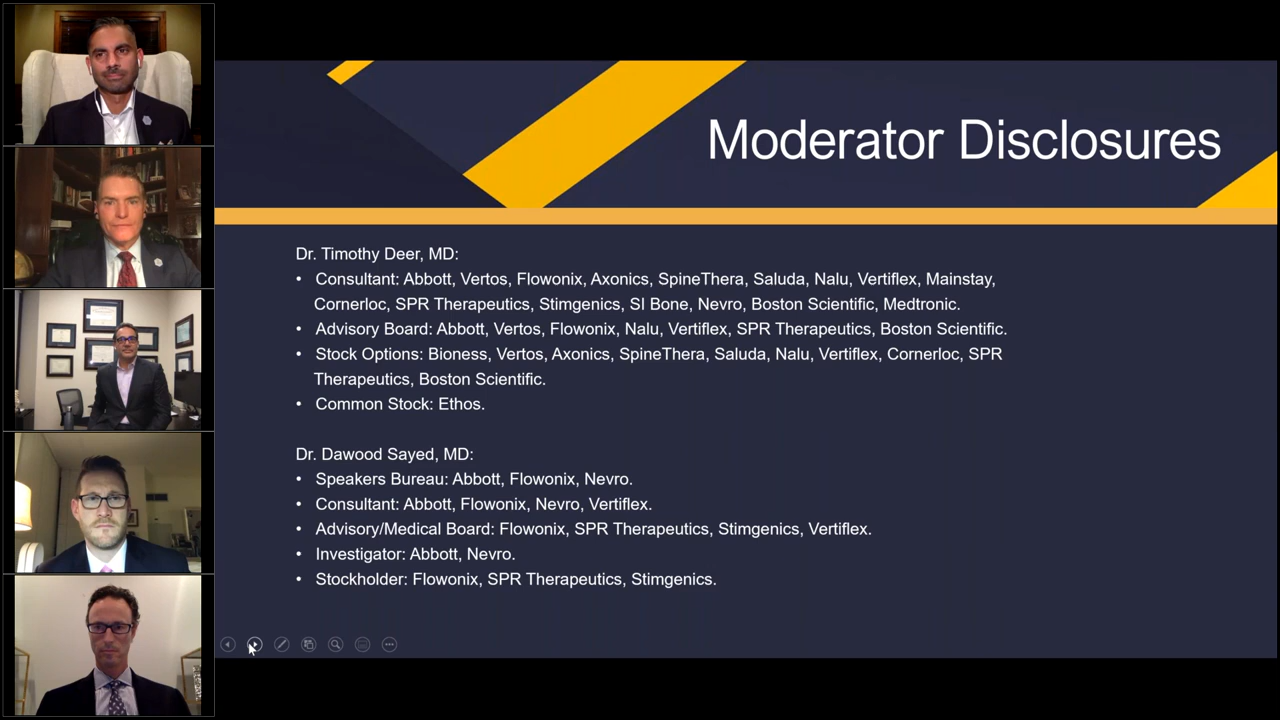 Moderator Disclosures
Dr. Timothy Deer, MD:
• Consultant: Abbott, Vertos, Flowonix, Axonics, SpineThera, Saluda, Nalu, Vertiflex, Mainstay,
Cornerloc, SPR Therapeutics, Stimgenics, SI Bone, Nevro, Boston Scientific, Medtronic.
• Advisory Board: Abbott, Vertos, Flowonix, Nalu, Vertiflex, SPR Therapeutics, Boston Scientific.
• Stock Options: Bioness, Vertos, Axonics, SpineThera, Saluda, Nalu, Vertiflex, Cornerloc, SPR
Therapeutics, Boston Scientific.
• Common Stock: Ethos.
Dr. Dawood Sayed, MD:
• Speakers Bureau: Abbott, Flowonix, Nevro.
• Consultant: Abbott, Flowonix, Nevro, Vertiflex.
• Advisory/Medical Board: Flowonix, SPR Therapeutics, Stimgenics, Vertiflex.
• Investigator: Abbott, Nevro.
• Stockholder: Flowonix, SPR Therapeutics, Stimgenics.